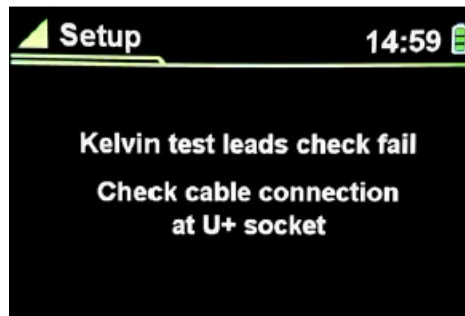 Setup
14:59
Kelvin test leads check fail
Check cable connection
at U+ socket